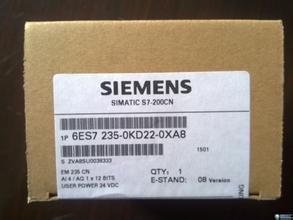 SIEMENS
SIMATIC S7-200CN
1P 6ES7 235-0KD22-0XA8
1501
S ZVA8SU0038333
EM 235 CN
AI 4 / AQ 1 x 12 BITS
USER POWER 24 VDC
QTY: 1
E-STAND: 08 Version